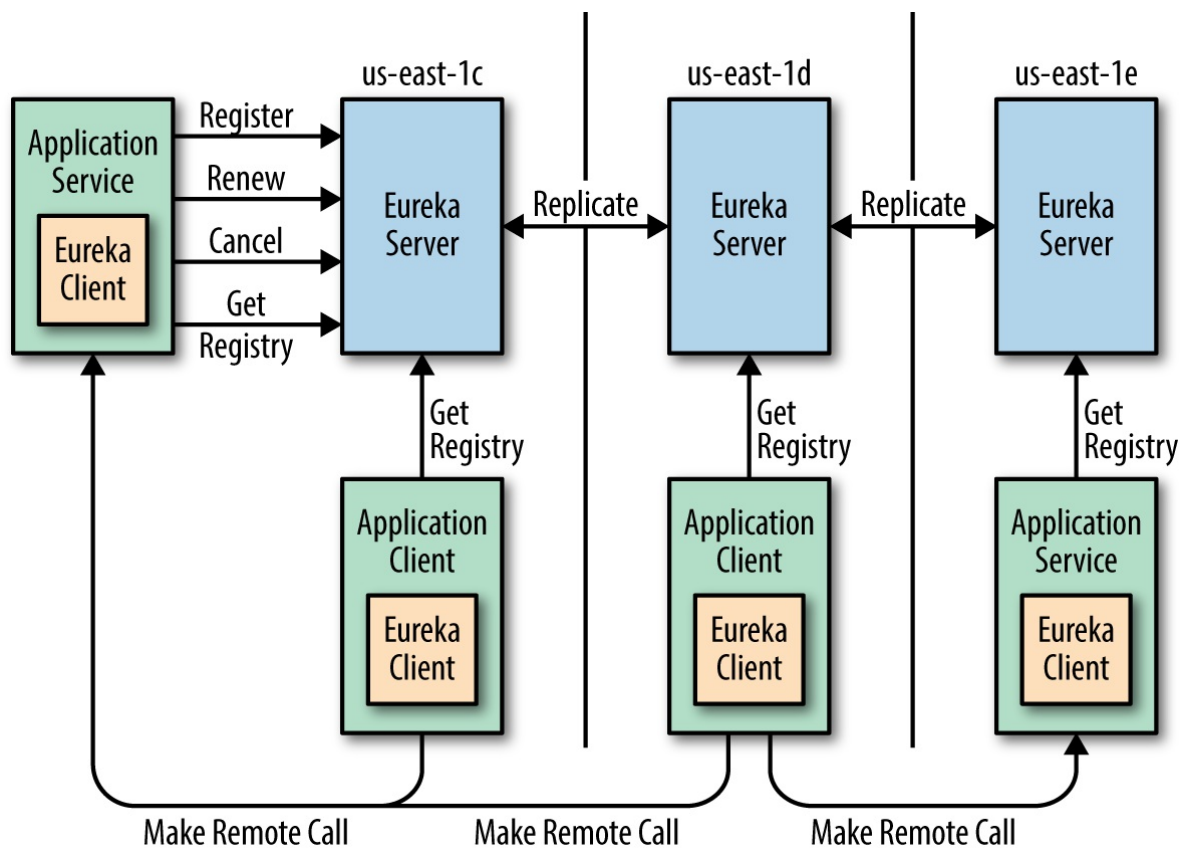 us-east-1c
us-east-1d
us-east-1e
Application
Service
Eureka
Client
Register
Renew
Cancel
Get
Registry
Eureka
Server
Replicate
Eureka
Server
Replicate
Eureka
Server
Get
Registry
Get
Registry
Get
Registry
Application
Client
Eureka
Client
Application
Client
Eureka
Client
Application
Service
Eureka
Client
Make Remote Call
Make Remote Call
Make Remote Call